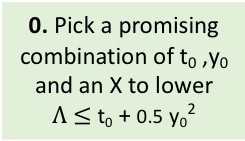 0. Pick a promising
combination of t₀ ,y₀
and an X to lower
Λ ≤ t₀ + 0.5 y₀²